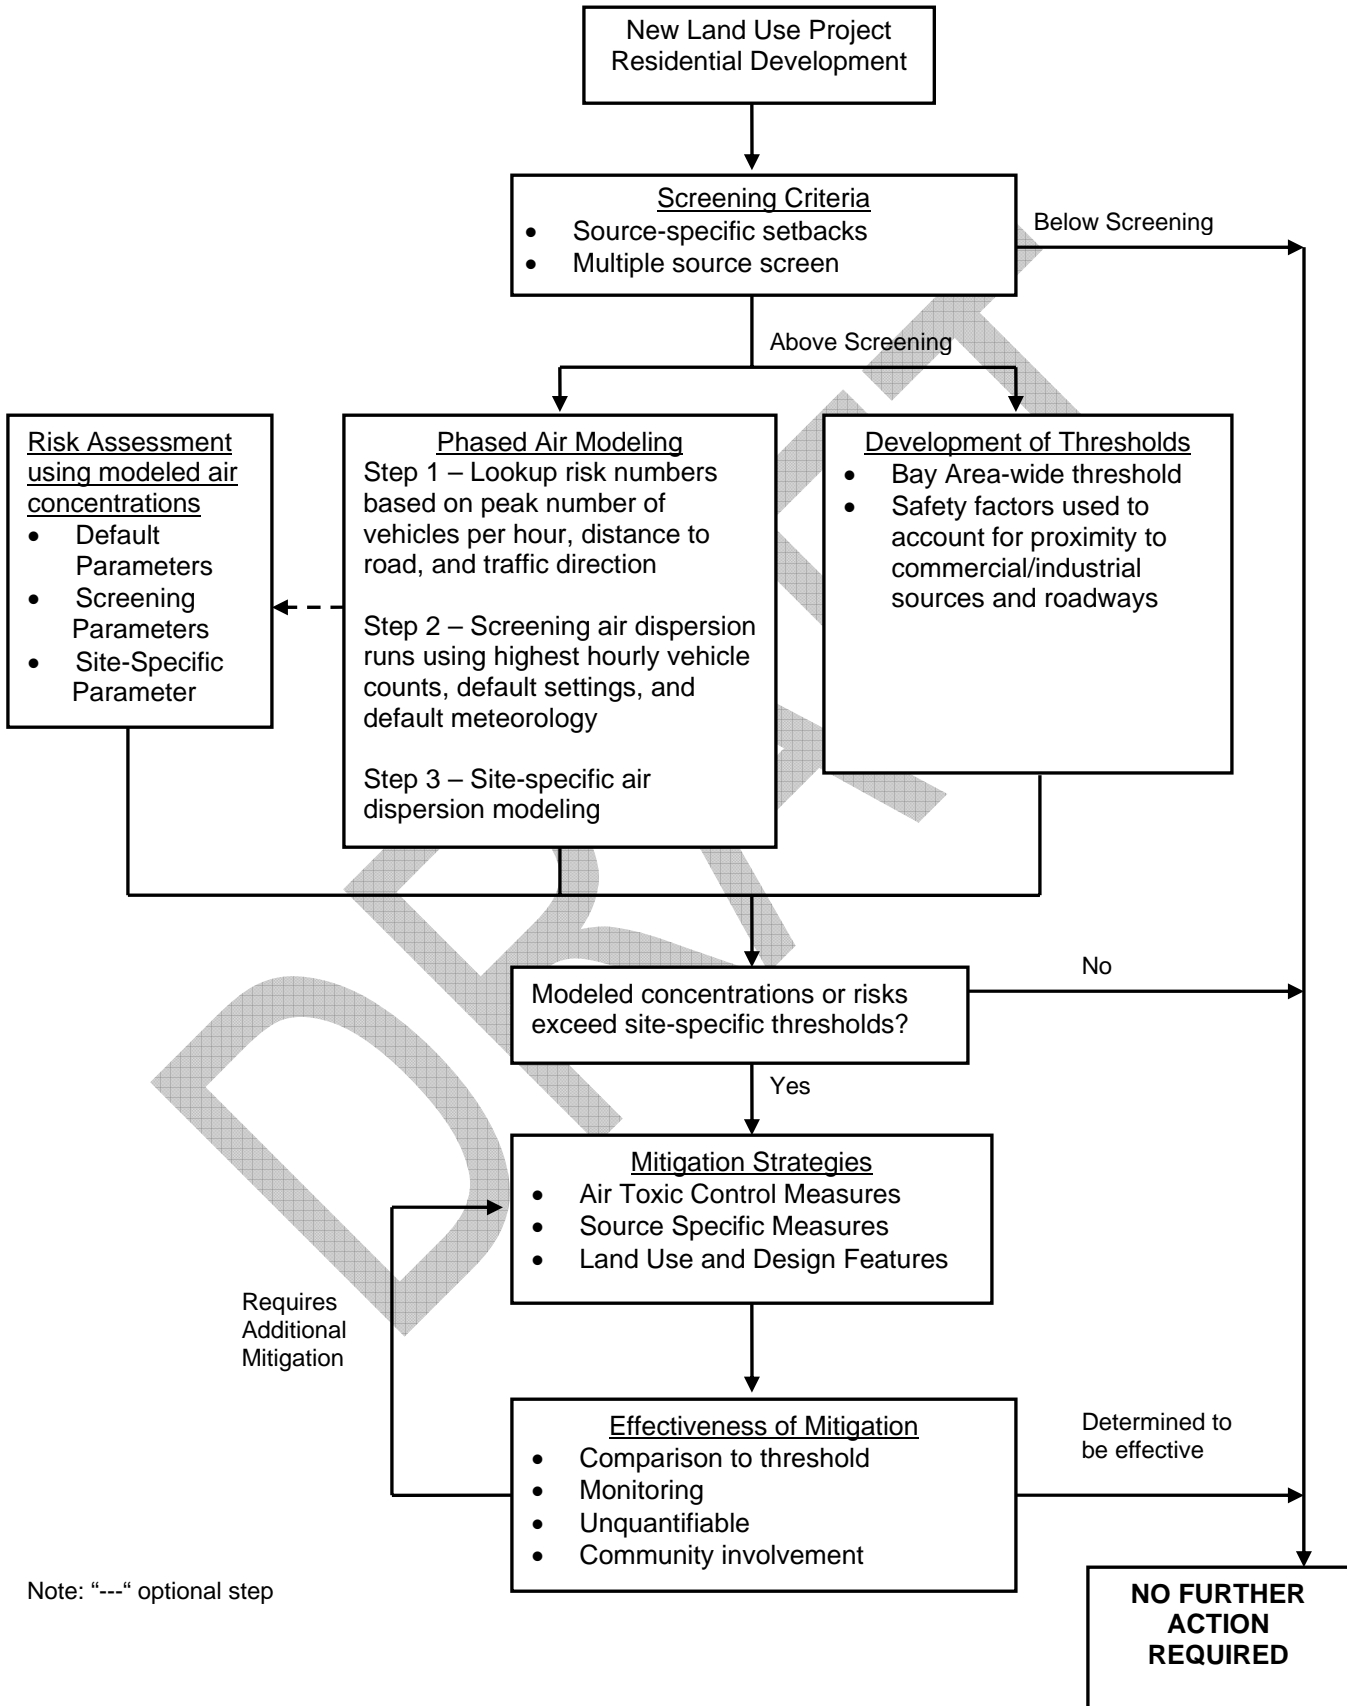 New Land Use Project
Residential Development
Screening Criteria
• Source-specific setbacks
• Multiple source screen
Below Screening
Above Screening
Risk Assessment
using modeled air
concentrations
• Default
Parameters
• Screening
Parameters
• Site-Specific
Parameter
Phased Air Modeling
Step 1 – Lookup risk numbers
based on peak number of
vehicles per hour, distance to
road, and traffic direction
Step 2 – Screening air dispersion
runs using highest hourly vehicle
counts, default settings, and
default meteorology
Step 3 – Site-specific air
dispersion modeling
Development of Thresholds
• Bay Area-wide threshold
• Safety factors used to
account for proximity to
commercial/industrial
sources and roadways
Modeled concentrations or risks
exceed site-specific thresholds?
No
Yes
Mitigation Strategies
• Air Toxic Control Measures
• Source Specific Measures
• Land Use and Design Features
Requires
Additional
Mitigation
Effectiveness of Mitigation
• Comparison to threshold
• Monitoring
• Unquantifiable
• Community involvement
Determined to
be effective
Note: “---“ optional step
NO FURTHER
ACTION
REQUIRED
DRAFT